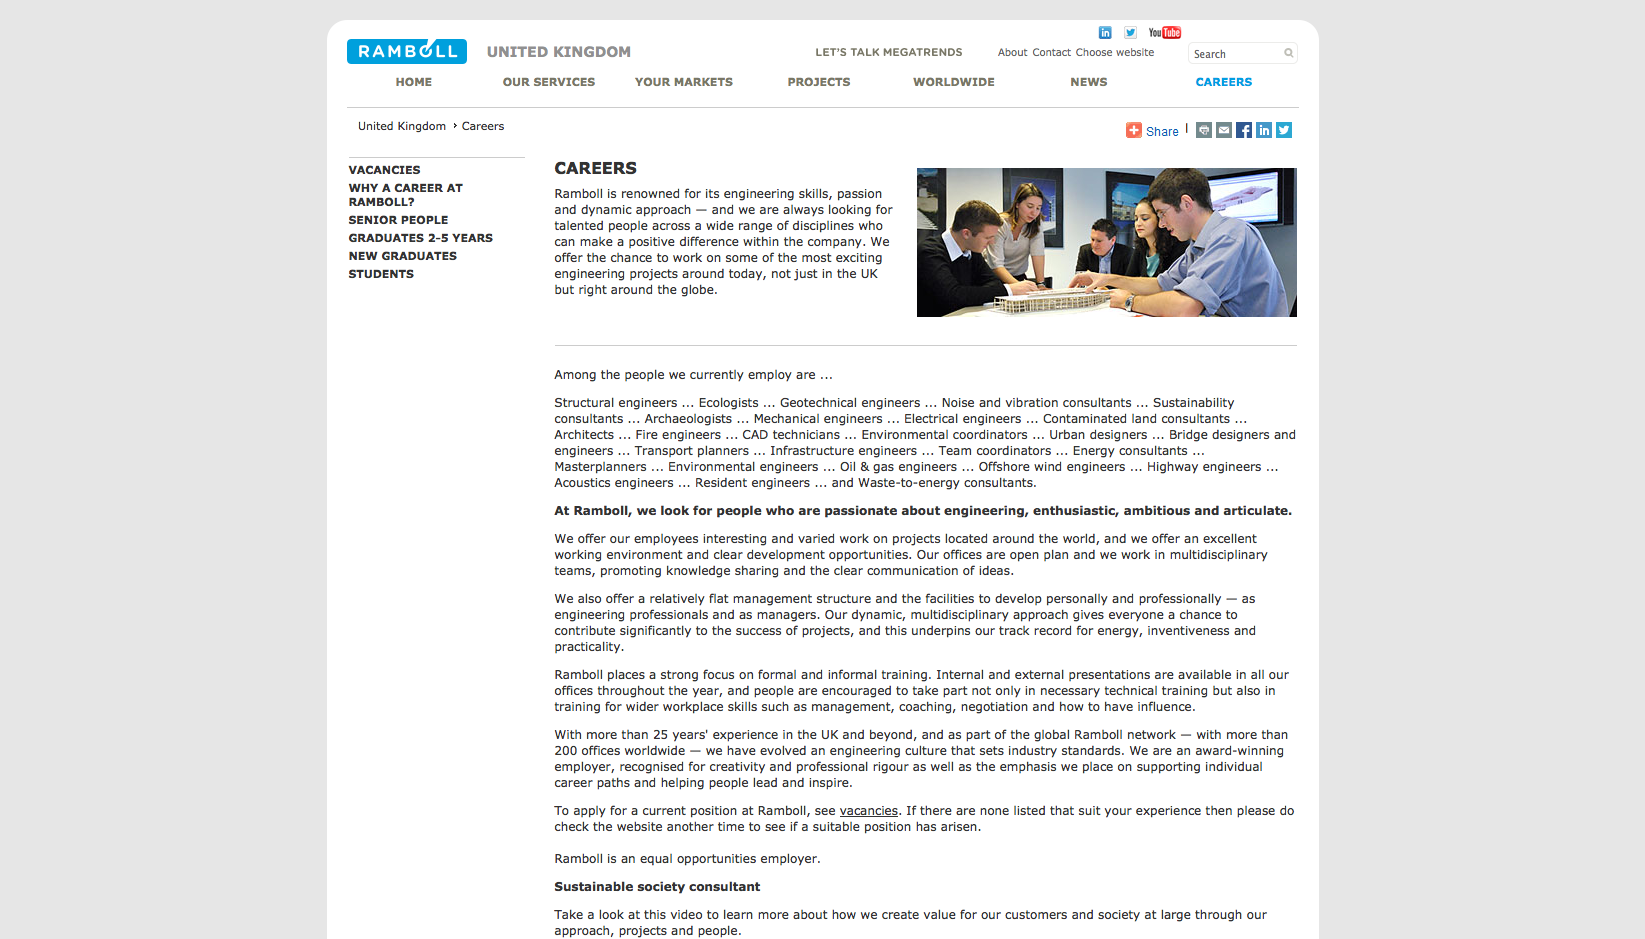 You Tube
RAMBOLL
UNITED KINGDOM
LET'S TALK MEGATRENDS
About Contact Choose website
Search
HOME OUR SERVICES YOUR MARKETS PROJECTS WORLDWIDE NEWS CAREERS
United Kingdom › Careers
Share
VACANCIES
WHY A CAREER AT
RAMBOLL?
SENIOR PEOPLE
GRADUATES 2-5 YEARS
NEW GRADUATES
STUDENTS
CAREERS
Ramboll is renowned for its engineering skills, passion
and dynamic approach — and we are always looking for
talented people across a wide range of disciplines who
can make a positive difference within the company. We
offer the chance to work on some of the most exciting
engineering projects around today, not just in the UK
but right around the globe.
Among the people we currently employ are ...
Structural engineers ... Ecologists ... Geotechnical engineers ... Noise and vibration consultants ... Sustainability
consultants ... Archaeologists ... Mechanical engineers ... Electrical engineers ... Contaminated land consultants ...
Architects ... Fire engineers ... CAD technicians ... Environmental coordinators ... Urban designers ... Bridge designers and
engineers ... Transport planners ... Infrastructure engineers ... Team coordinators ... Energy consultants ...
Masterplanners ... Environmental engineers ... Oil & gas engineers ... Offshore wind engineers ... Highway engineers ...
Acoustics engineers ... Resident engineers ... and Waste-to-energy consultants.
At Ramboll, we look for people who are passionate about engineering, enthusiastic, ambitious and articulate.
We offer our employees interesting and varied work on projects located around the world, and we offer an excellent
working environment and clear development opportunities. Our offices are open plan and we work in multidisciplinary
teams, promoting knowledge sharing and the clear communication of ideas.
We also offer a relatively flat management structure and the facilities to develop personally and professionally — as
engineering professionals and as managers. Our dynamic, multidisciplinary approach gives everyone a chance to
contribute significantly to the success of projects, and this underpins our track record for energy, inventiveness and
practicality.
Ramboll places a strong focus on formal and informal training. Internal and external presentations are available in all our
offices throughout the year, and people are encouraged to take part not only in necessary technical training but also in
training for wider workplace skills such as management, coaching, negotiation and how to have influence.
With more than 25 years' experience in the UK and beyond, and as part of the global Ramboll network — with more than
200 offices worldwide — we have evolved an engineering culture that sets industry standards. We are an award-winning
employer, recognised for creativity and professional rigour as well as the emphasis we place on supporting individual
career paths and helping people lead and inspire.
To apply for a current position at Ramboll, see vacancies. If there are none listed that suit your experience then please do
check the website another time to see if a suitable position has arisen.
Ramboll is an equal opportunities employer.
Sustainable society consultant
Take a look at this video to learn more about how we create value for our customers and society at large through our
approach, projects and people.